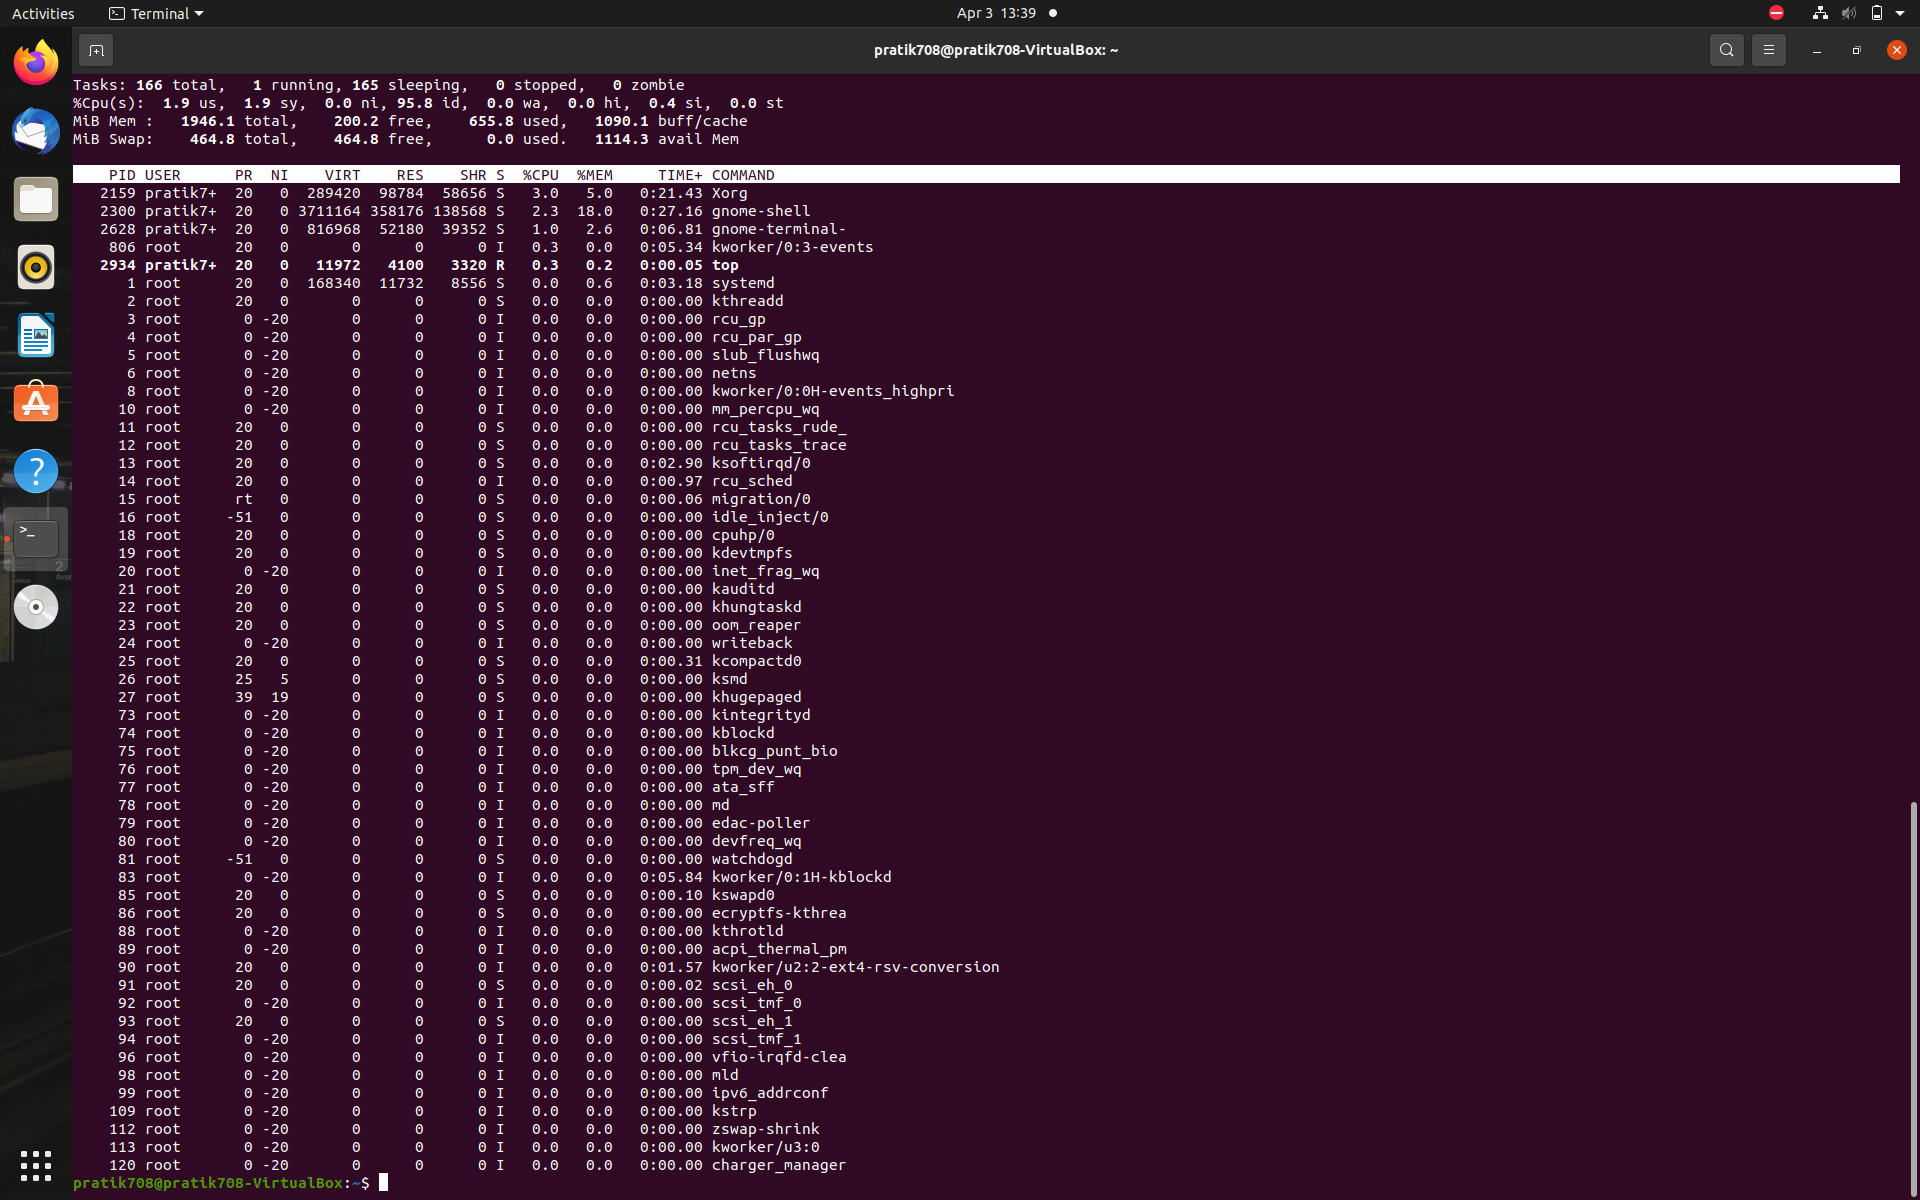 Activities Terminal Apr 3 13:39
pratik708@pratik708-VirtualBox: ~
Tasks: 166 total, 1 running, 165 sleeping, 0 stopped, 0 zombie
%Cpu(s): 1.9 us, 1.9 sy, 0.0 ni, 95.8 id, 0.0 wa, 0.0 hi, 0.4 si, 0.0 st
MiB Mem : 1946.1 total, 200.2 free, 655.8 used, 1090.1 buff/cache
MiB Swap: 464.8 total, 464.8 free, 0.0 used. 1114.3 avail Mem
PID USER PR NI VIRT RES SHR S %CPU %MEM TIME+ COMMAND
2159 pratik7+ 20 0 289420 98784 58656 S 3.0 5.0 0:21.43 Xorg
2300 pratik7+ 20 0 3711164 358176 138568 S 2.3 18.0 0:27.16 gnome-shell
2628 pratik7+ 20 0 816968 52180 39352 S 1.0 2.6 0:06.81 gnome-terminal-
806 root 20 0 0 0 0 I 0.3 0.0 0:05.34 kworker/0:3-events
2934 pratik7+ 20 0 11972 4100 3320 R 0.3 0.2 0:00.05 top
1 root 20 0 168340 11732 8556 S 0.0 0.6 0:03.18 systemd
2 root 20 0 0 0 0 S 0.0 0.0 0:00.00 kthreadd
3 root 0 -20 0 0 0 I 0.0 0.0 0:00.00 rcu_gp
4 root 0 -20 0 0 0 I 0.0 0.0 0:00.00 rcu_par_gp
5 root 0 -20 0 0 0 I 0.0 0.0 0:00.00 slub_flushwq
6 root 0 -20 0 0 0 I 0.0 0.0 0:00.00 netns
8 root 0 -20 0 0 0 I 0.0 0.0 0:00.00 kworker/0:0H-events_highpri
10 root 0 -20 0 0 0 I 0.0 0.0 0:00.00 mm_percpu_wq
11 root 20 0 0 0 0 S 0.0 0.0 0:00.00 rcu_tasks_rude_
12 root 20 0 0 0 0 S 0.0 0.0 0:00.00 rcu_tasks_trace
13 root 20 0 0 0 0 S 0.0 0.0 0:02.90 ksoftirqd/0
14 root 20 0 0 0 0 I 0.0 0.0 0:00.97 rcu_sched
15 root rt 0 0 0 0 S 0.0 0.0 0:00.06 migration/0
16 root -51 0 0 0 0 S 0.0 0.0 0:00.00 idle_inject/0
18 root 20 0 0 0 0 S 0.0 0.0 0:00.00 cpuhp/0
19 root 20 0 0 0 0 S 0.0 0.0 0:00.00 kdevtmpfs
20 root 0 -20 0 0 0 I 0.0 0.0 0:00.00 inet_frag_wq
21 root 20 0 0 0 0 S 0.0 0.0 0:00.00 kauditd
22 root 20 0 0 0 0 S 0.0 0.0 0:00.00 khungtaskd
23 root 20 0 0 0 0 S 0.0 0.0 0:00.00 oom_reaper
24 root 0 -20 0 0 0 I 0.0 0.0 0:00.00 writeback
25 root 20 0 0 0 0 S 0.0 0.0 0:00.31 kcompactd0
26 root 25 5 0 0 0 S 0.0 0.0 0:00.00 ksmd
27 root 39 19 0 0 0 S 0.0 0.0 0:00.00 khugepaged
73 root 0 -20 0 0 0 I 0.0 0.0 0:00.00 kintegrityd
74 root 0 -20 0 0 0 I 0.0 0.0 0:00.00 kblockd
75 root 0 -20 0 0 0 I 0.0 0.0 0:00.00 blkcg_punt_bio
76 root 0 -20 0 0 0 I 0.0 0.0 0:00.00 tpm_dev_wq
77 root 0 -20 0 0 0 I 0.0 0.0 0:00.00 ata_sff
78 root 0 -20 0 0 0 I 0.0 0.0 0:00.00 md
79 root 0 -20 0 0 0 I 0.0 0.0 0:00.00 edac-poller
80 root 0 -20 0 0 0 I 0.0 0.0 0:00.00 devfreq_wq
81 root -51 0 0 0 0 S 0.0 0.0 0:00.00 watchdogd
83 root 0 -20 0 0 0 I 0.0 0.0 0:05.84 kworker/0:1H-kblockd
85 root 20 0 0 0 0 S 0.0 0.0 0:00.10 kswapd0
86 root 20 0 0 0 0 S 0.0 0.0 0:00.00 ecryptfs-kthrea
88 root 0 -20 0 0 0 I 0.0 0.0 0:00.00 kthrotld
89 root 0 -20 0 0 0 I 0.0 0.0 0:00.00 acpi_thermal_pm
90 root 20 0 0 0 0 I 0.0 0.0 0:01.57 kworker/u2:2-ext4-rsv-conversion
91 root 20 0 0 0 0 S 0.0 0.0 0:00.02 scsi_eh_0
92 root 0 -20 0 0 0 I 0.0 0.0 0:00.00 scsi_tmf_0
93 root 20 0 0 0 0 S 0.0 0.0 0:00.00 scsi_eh_1
94 root 0 -20 0 0 0 I 0.0 0.0 0:00.00 scsi_tmf_1
96 root 0 -20 0 0 0 I 0.0 0.0 0:00.00 vfio-irqfd-clea
98 root 0 -20 0 0 0 I 0.0 0.0 0:00.00 mld
99 root 0 -20 0 0 0 I 0.0 0.0 0:00.00 ipv6_addrconf
109 root 0 -20 0 0 0 I 0.0 0.0 0:00.00 kstrp
112 root 0 -20 0 0 0 I 0.0 0.0 0:00.00 zswap-shrink
113 root 0 -20 0 0 0 I 0.0 0.0 0:00.00 kworker/u3:0
120 root 0 -20 0 0 0 I 0.0 0.0 0:00.00 charger_manager
pratik708@pratik708-VirtualBox:~$